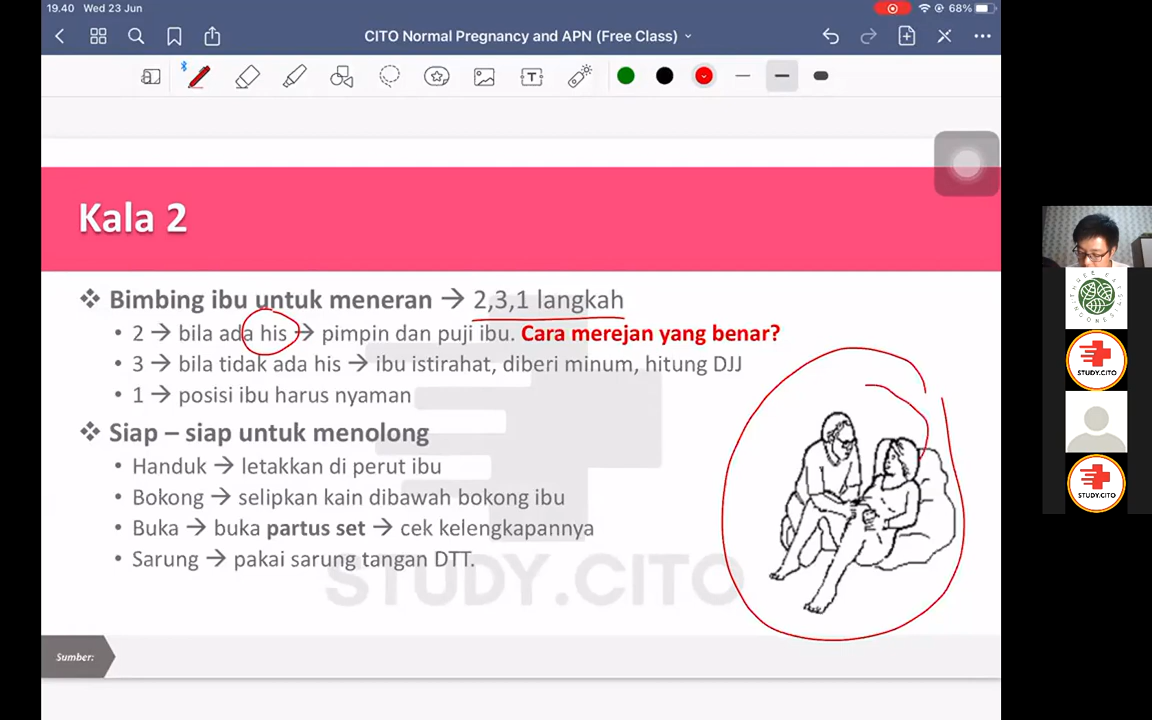 19.40 Wed 23 Jun
68%
CITO Normal Pregnancy and APN (Free Class)
T
Kala 2
❖ Bimbing ibu untuk meneran → 2,3,1 langkah
• 2 → bila ada his → pimpin dan puji ibu. Cara merejan yang benar?
• 3 → bila tidak ada his → ibu istirahat, diberi minum, hitung DJJ
• 1 → posisi ibu harus nyaman
❖ Siap – siap untuk menolong
• Handuk → letakkan di perut ibu
• Bokong → selipkan kain dibawah bokong ibu
• Buka → buka partus set → cek kelengkapannya
• Sarung → pakai sarung tangan DTT.
STUDY.CITO
Sumber:
STUDY.CITO
STUDY.CITO